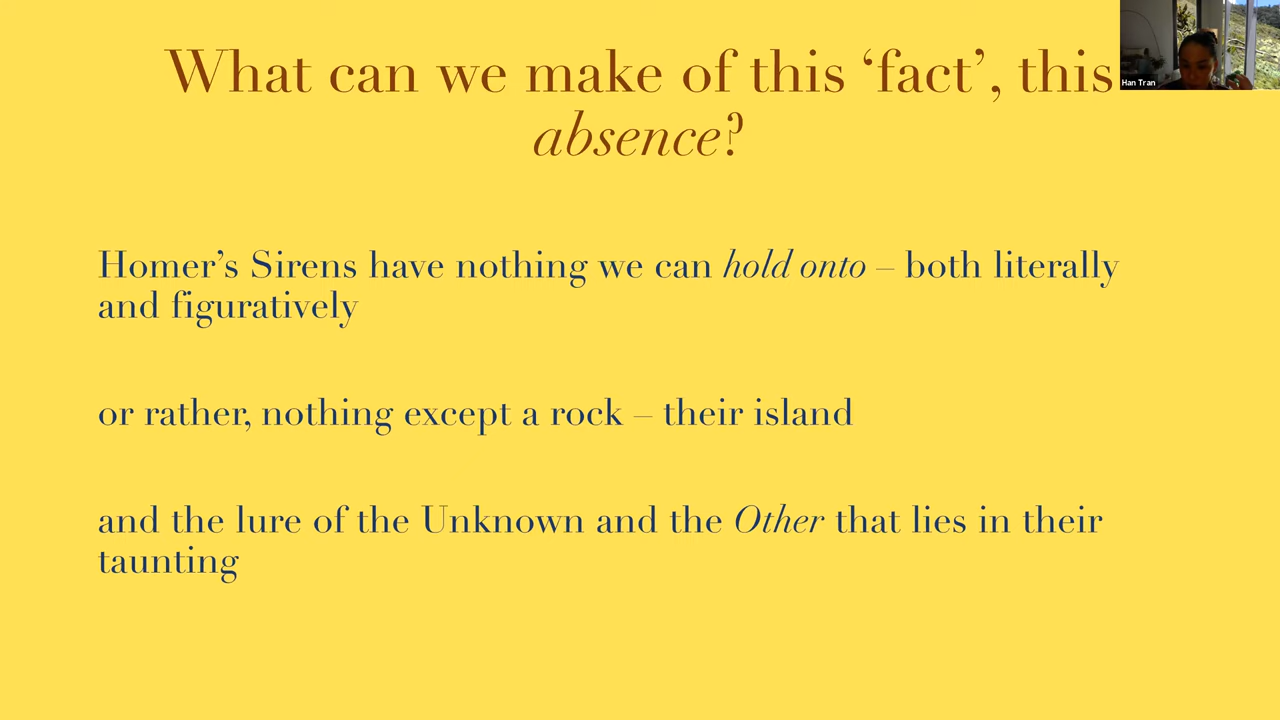 What can we make of this ‘fact’, this
absence?
Han Tran
Homer’s Sirens have nothing we can hold onto – both literally
and figuratively
or rather, nothing except a rock – their island
and the lure of the Unknown and the Other that lies in their
taunting